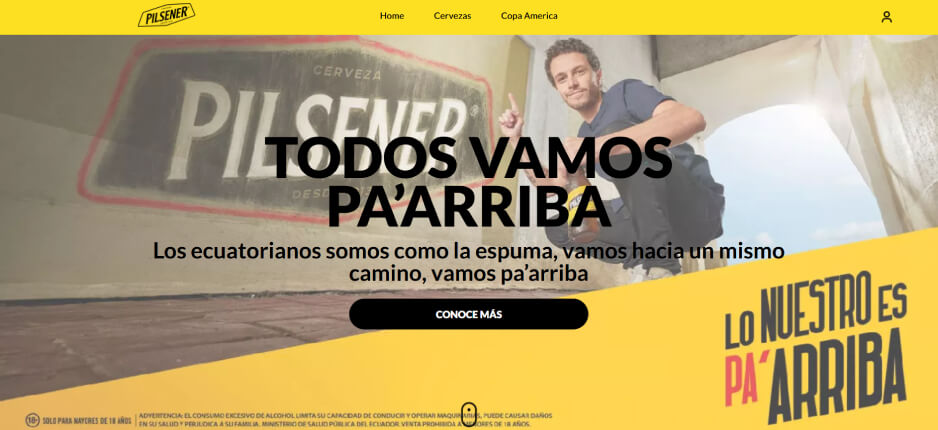 PILSENER
Home Cervezas Copa America
CERVEZA
PILSENER
DESD
TODOS VAMOS
PA'ARRIBA
Los ecuatorianos somos como la espuma, vamos hacia un mismo
camino, vamos pa'arriba
CONOCE MÁS
LO NUESTRO ES
PA'ARRIBA
18+ SOLO PARA MAYORES DE 18 AÑOS
ADVERTENCIA: EL CONSUMO EXCESIVO DE ALCOHOL LIMITA SU CAPACIDAD DE CONDUCIR Y OPERAR MAQUINARIAS, PUEDE CAUSAR DAÑOS
EN SU SALUD Y PERJUDICA A SU FAMILIA. MINISTERIO DE SALUD PÚBLICA DEL ECUADOR. VENTA PROHIBIDA A MENORES DE 18 AÑOS.